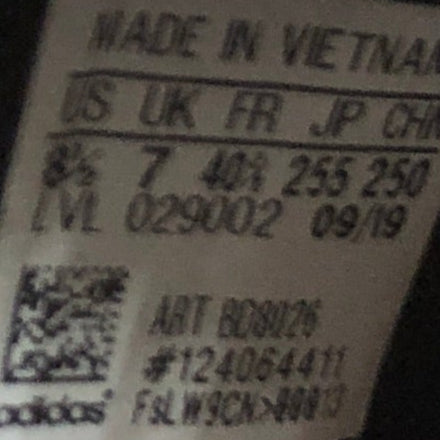 MADE IN VIETNAM
US UK FR JP CHN
8½ 7 40⅔ 255 250
LVL 029002 09/19
ART BD8026
#124064411
adidas®